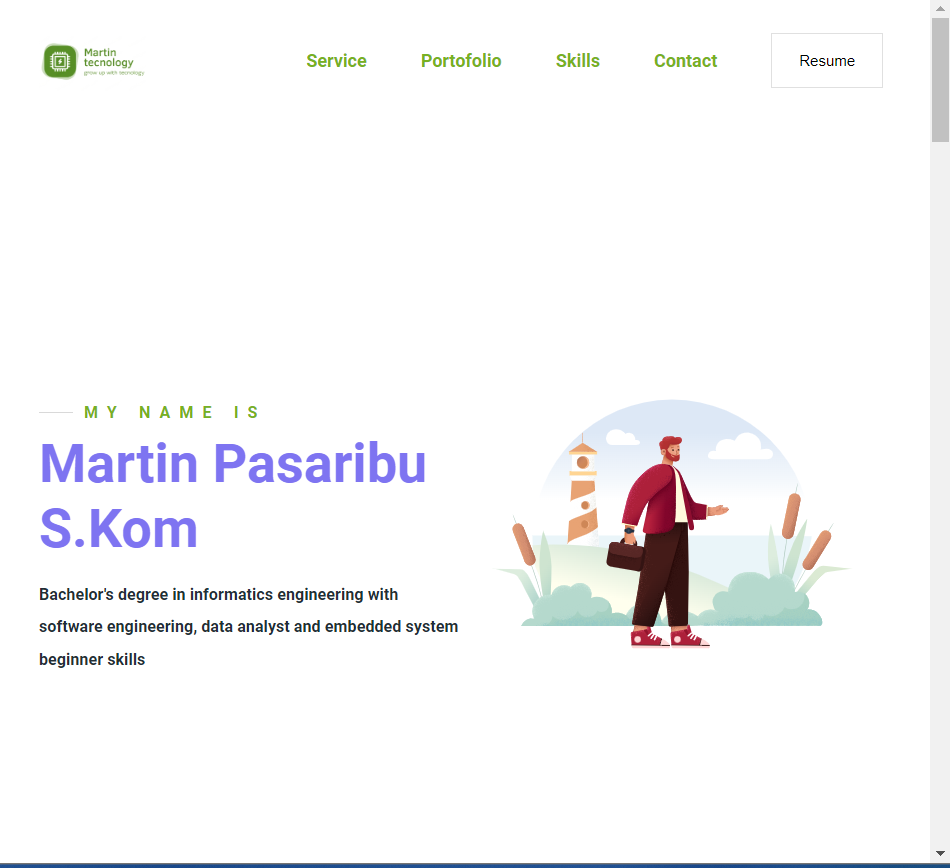 Martin
tecnology
grow up with tecnology
Service
Portofolio
Skills
Contact
Resume
MY NAME IS
Martin Pasaribu
S.Kom
Bachelor's degree in informatics engineering with
software engineering, data analyst and embedded system
beginner skills